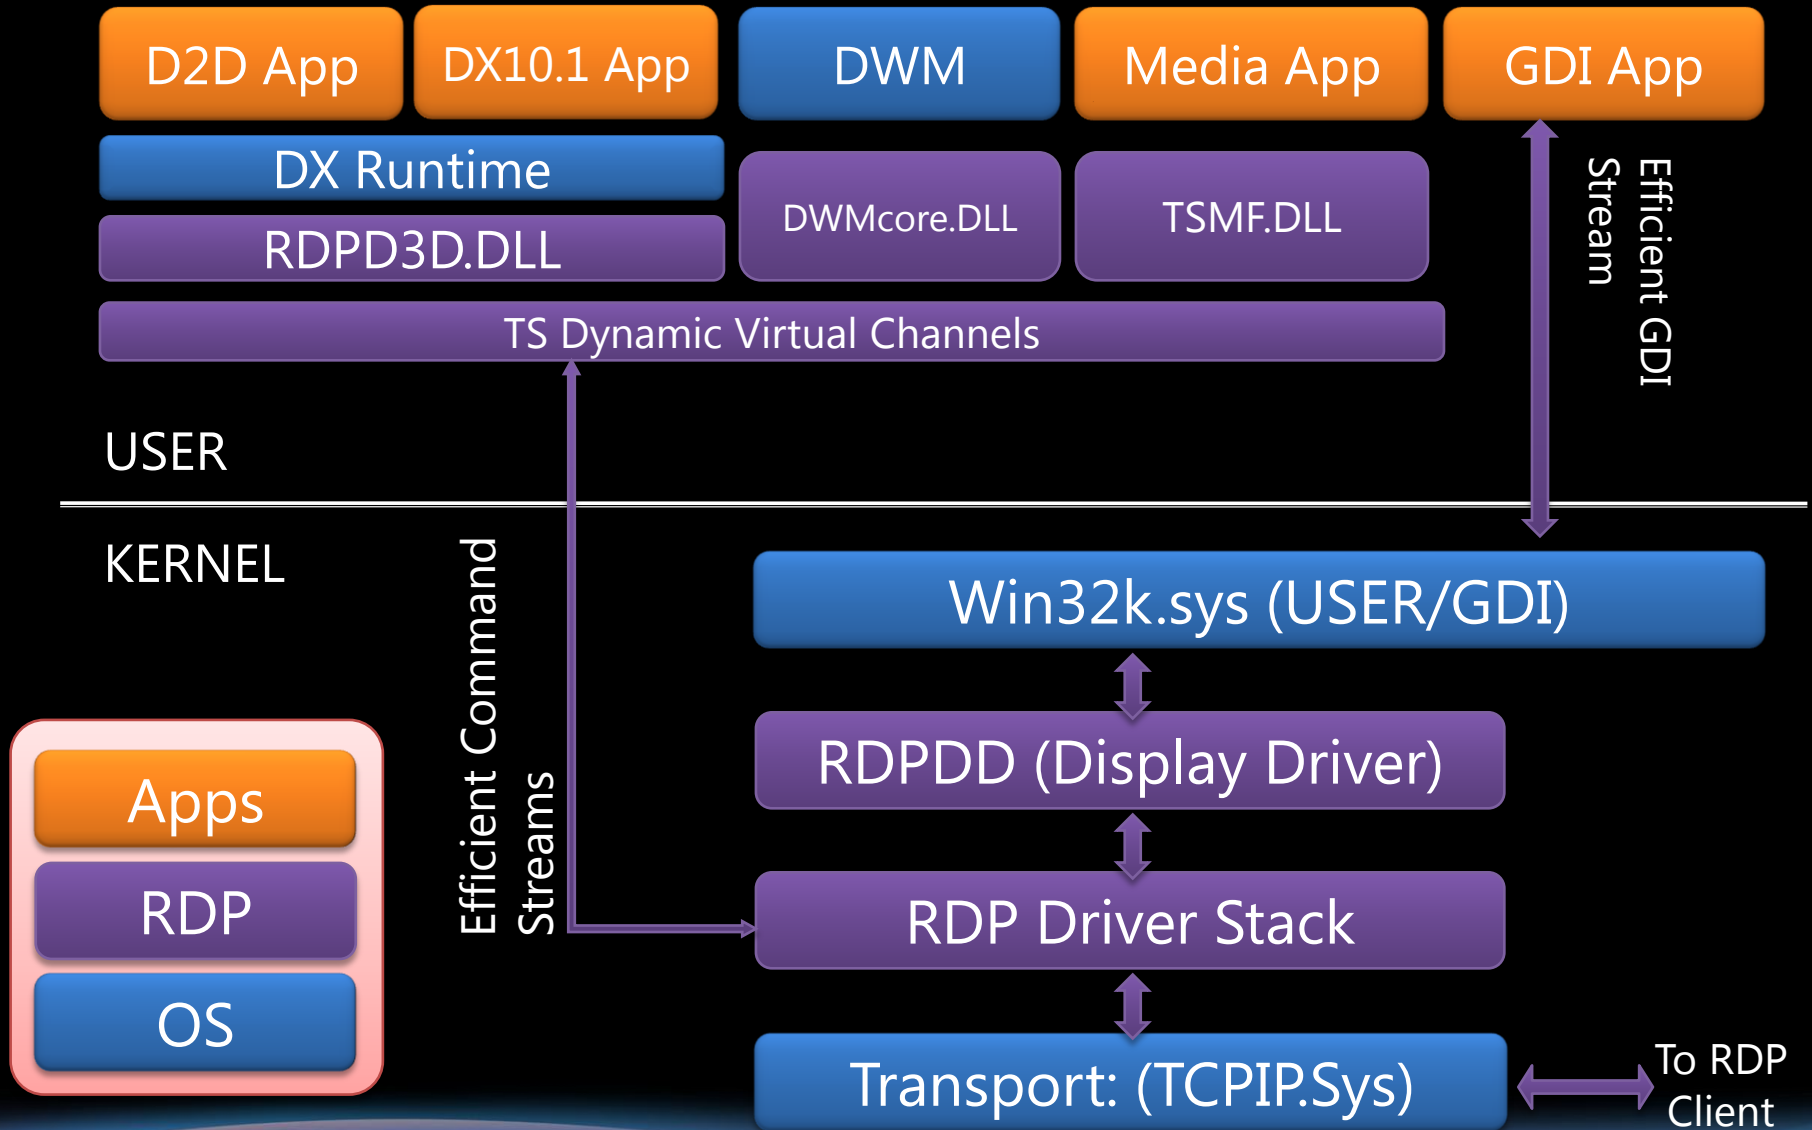 D2D App
DX10.1 App
DWM
Media App
GDI App
DX Runtime
RDPD3D.DLL
DWMcore.DLL
TSMF.DLL
Efficient GDI
Stream
TS Dynamic Virtual Channels
USER
KERNEL
Efficient Command
Streams
Win32k.sys (USER/GDI)
RDPDD (Display Driver)
RDP Driver Stack
Transport: (TCPIP.Sys)
To RDP
Client
Apps
RDP
OS